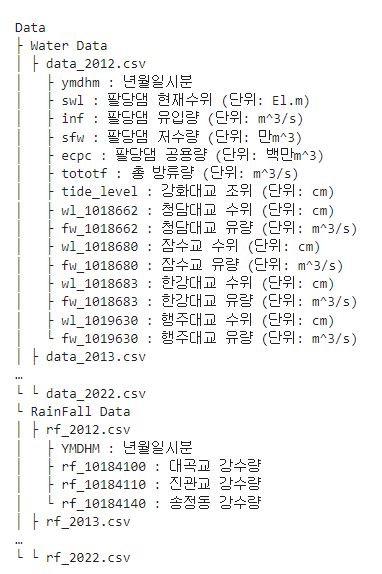 Data
├ Water Data
│ ├ data_2012.csv
│ │ ├ ymdhm : 년월일시분
│ │ ├ swl : 팔당댐 현재수위 (단위: El.m)
│ │ ├ inf : 팔당댐 유입량 (단위: m^3/s)
│ │ ├ sfw : 팔당댐 저수량 (단위: 만m^3)
│ │ ├ ecpc : 팔당댐 공용량 (단위: 백만m^3)
│ │ ├ tototf : 총 방류량 (단위: m^3/s)
│ │ ├ tide_level : 강화대교 조위 (단위: cm)
│ │ ├ wl_1018662 : 청담대교 수위 (단위: cm)
│ │ ├ fw_1018662 : 청담대교 유량 (단위: m^3/s)
│ │ ├ wl_1018680 : 잠수교 수위 (단위: cm)
│ │ ├ fw_1018680 : 잠수교 유량 (단위: m^3/s)
│ │ ├ wl_1018683 : 한강대교 수위 (단위: cm)
│ │ ├ fw_1018683 : 한강대교 유량 (단위: m^3/s)
│ │ ├ wl_1019630 : 행주대교 수위 (단위: cm)
│ │ └ fw_1019630 : 행주대교 유량 (단위: m^3/s)
│ ├ data_2013.csv
…
└ └ data_2022.csv
└ RainFall Data
│ ├ rf_2012.csv
│ │ ├ YMDHM : 년월일시분
│ │ ├ rf_10184100 : 대곡교 강수량
│ │ ├ rf_10184110 : 진관교 강수량
│ │ └ rf_10184140 : 송정동 강수량
│ ├ rf_2013.csv
…
└ └ rf_2022.csv